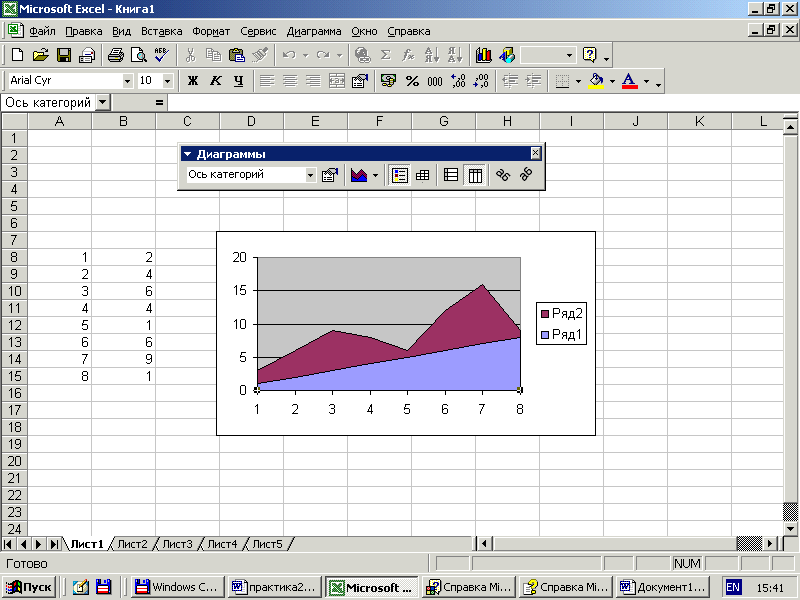 Microsoft Excel - Книга1
Файл Правка Вид Вставка Формат Сервис Диаграмма Окно Справка
Arial Cyr 10 Ж К Ч % 000
Ось категорий =
A B C D E F G H I J K L
1
2 Диаграммы
3 Ось категорий
4
5
6
7
8 1 2
9 2 4
10 3 6
11 4 4
12 5 1
13 6 6
14 7 9
15 8 1
16
17
18
19
20
21
22
23
24
20
15
10
5
0
1 2 3 4 5 6 7 8
Ряд2
Ряд1
Лист1 Лист2 Лист3 Лист4 Лист5
Готово NUM
Пуск Windows C... практика2... Microsoft ... Справка Mi... Справка Mi... Документ1... EN 15:41